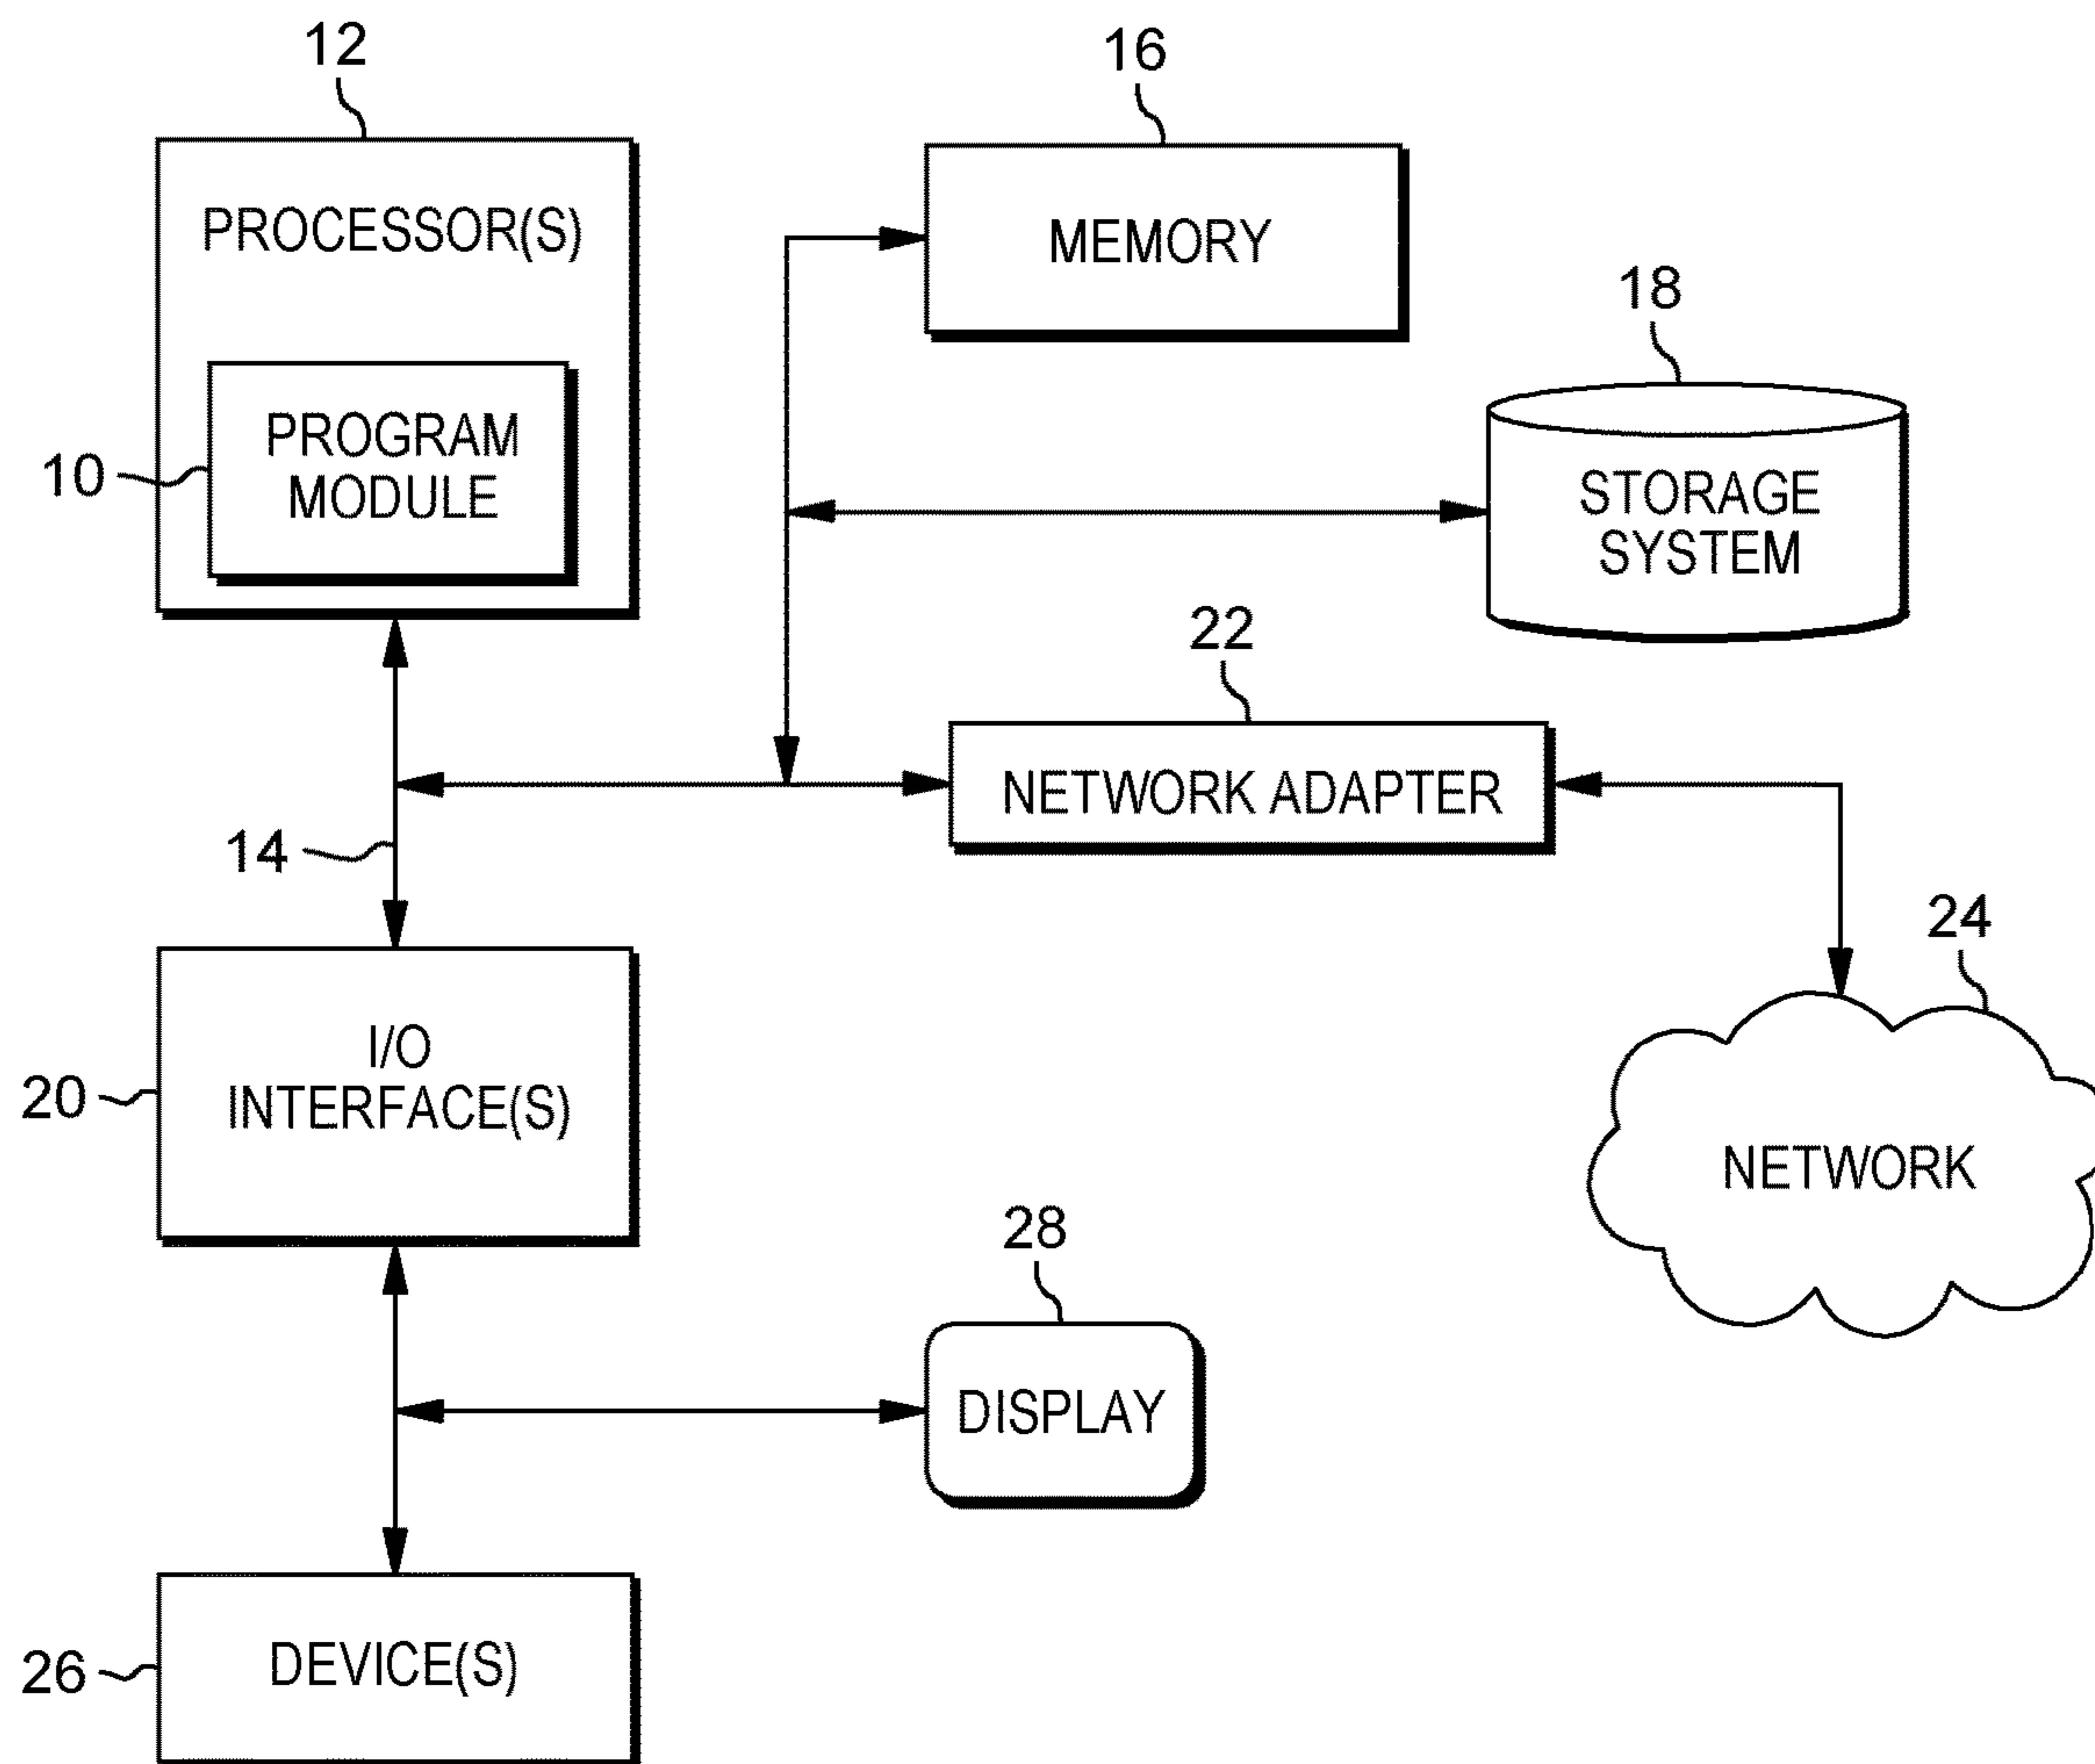 12
PROCESSOR(S)
10
PROGRAM
MODULE
16
MEMORY
18
STORAGE
SYSTEM
22
NETWORK ADAPTER
14
24
NETWORK
20
I/O
INTERFACE(S)
28
DISPLAY
26
DEVICE(S)